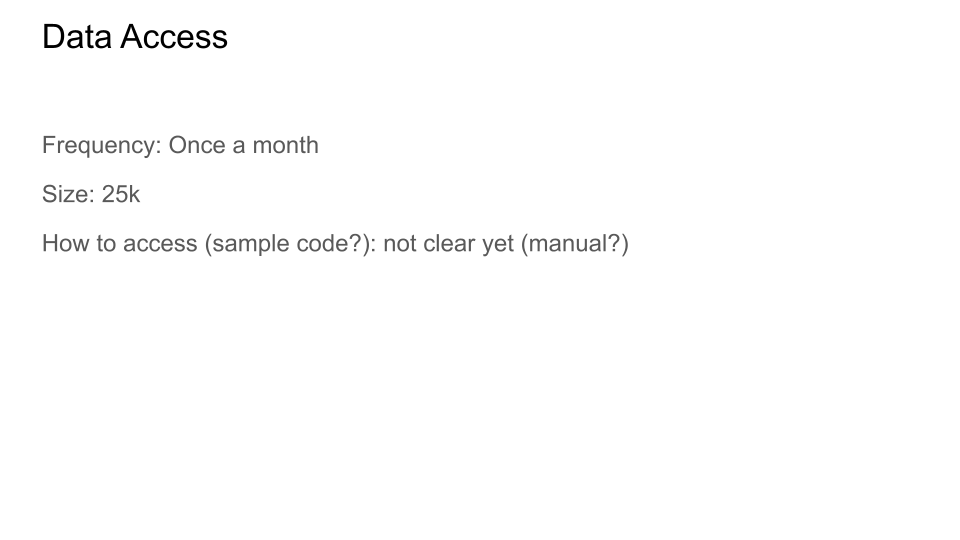 Data Access
Frequency: Once a month
Size: 25k
How to access (sample code?): not clear yet (manual?)